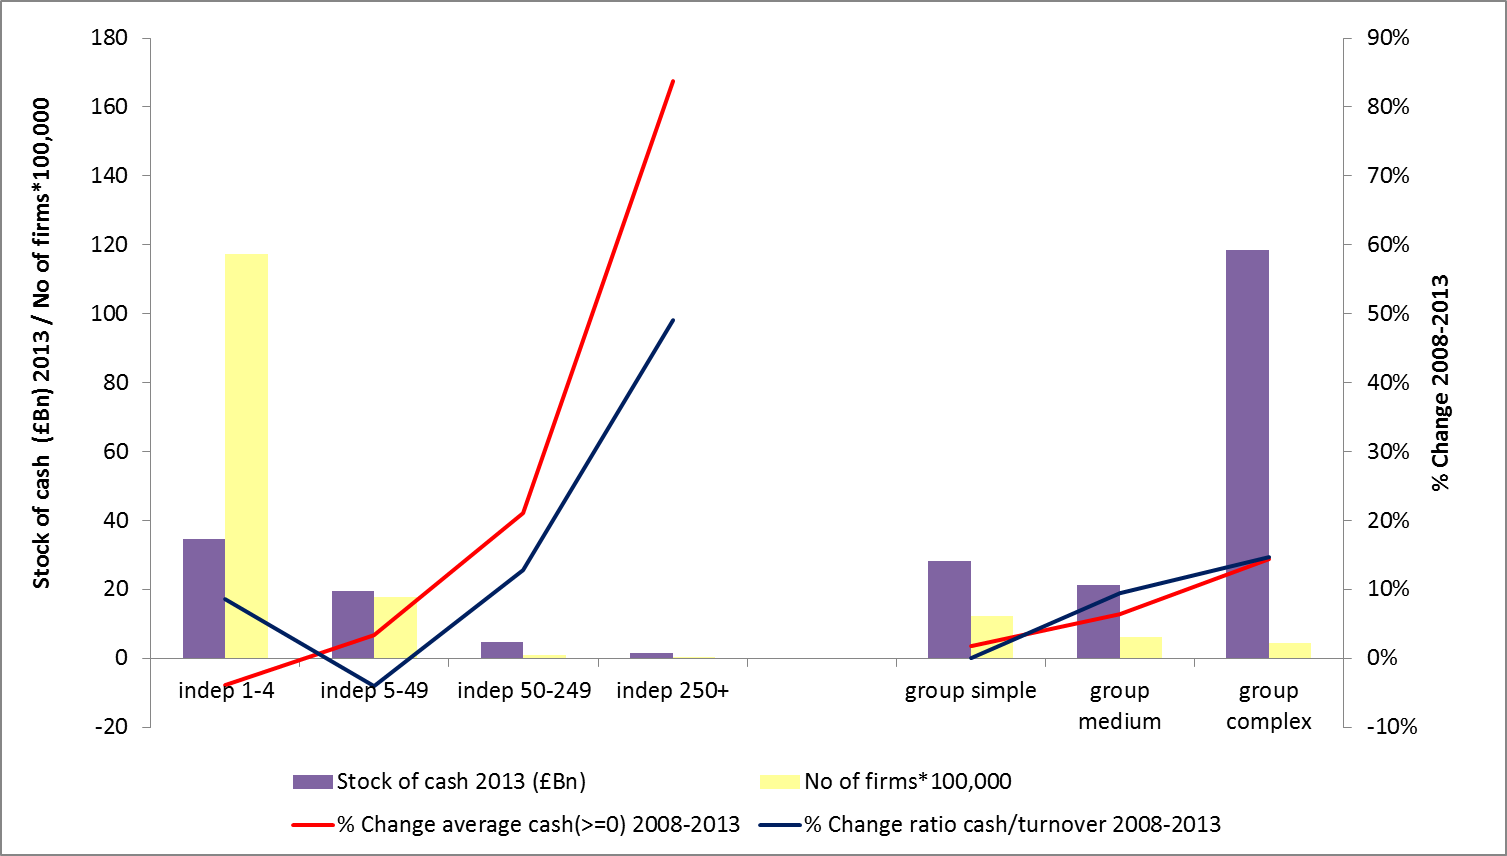 180
160
140
120
100
80
60
40
20
0
-20
Stock of cash (£Bn) 2013 / No of firms*100,000
90%
80%
70%
60%
50%
40%
30%
20%
10%
0%
-10%
% Change 2008-2013
indep 1-4
indep 5-49
indep 50-249
indep 250+
group simple
group
medium
group
complex
Stock of cash 2013 (£Bn)
No of firms*100,000
% Change average cash(>=0) 2008-2013
% Change ratio cash/turnover 2008-2013